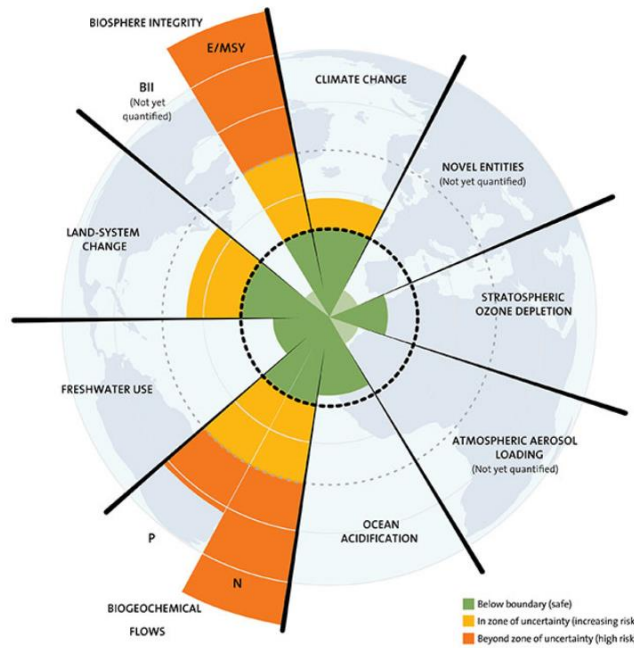 BIOSPHERE INTEGRITY
E/MSY
CLIMATE CHANGE
BII
(Not yet
quantified)
NOVEL ENTITIES
(Not yet quantified)
LAND-SYSTEM
CHANGE
STRATOSPHERIC
OZONE DEPLETION
FRESHWATER USE
ATMOSPHERIC AEROSOL
LOADING
(Not yet quantified)
OCEAN
ACIDIFICATION
P
N
BIOGEOCHEMICAL
FLOWS
Below boundary (safe)
In zone of uncertainty (increasing risk
Beyond zone of uncertainty (high risk